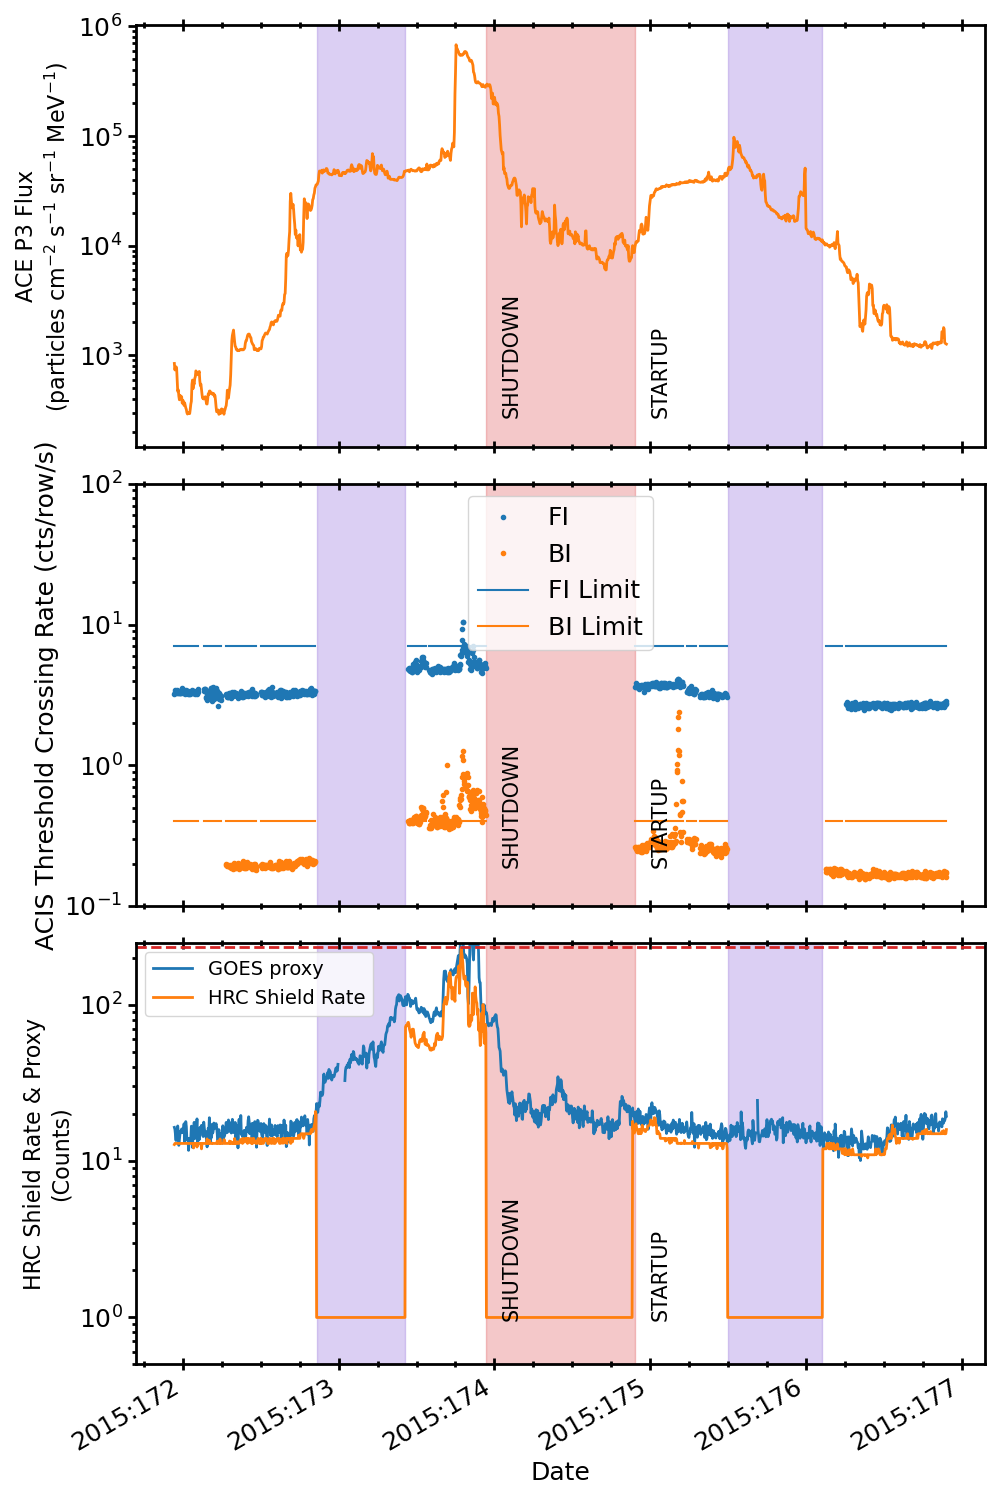 ACE P3 Flux
(particles cm⁻² s⁻¹ sr⁻¹ MeV⁻¹)
10⁶
10⁵
10⁴
10³
SHUTDOWN
STARTUP
ACIS Threshold Crossing Rate (cts/row/s)
10²
10¹
10⁰
10⁻¹
FI
BI
FI Limit
BI Limit
SHUTDOWN
STARTUP
HRC Shield Rate & Proxy
(Counts)
10²
10¹
10⁰
GOES proxy
HRC Shield Rate
SHUTDOWN
STARTUP
2015:172
2015:173
2015:174
2015:175
2015:176
2015:177
Date